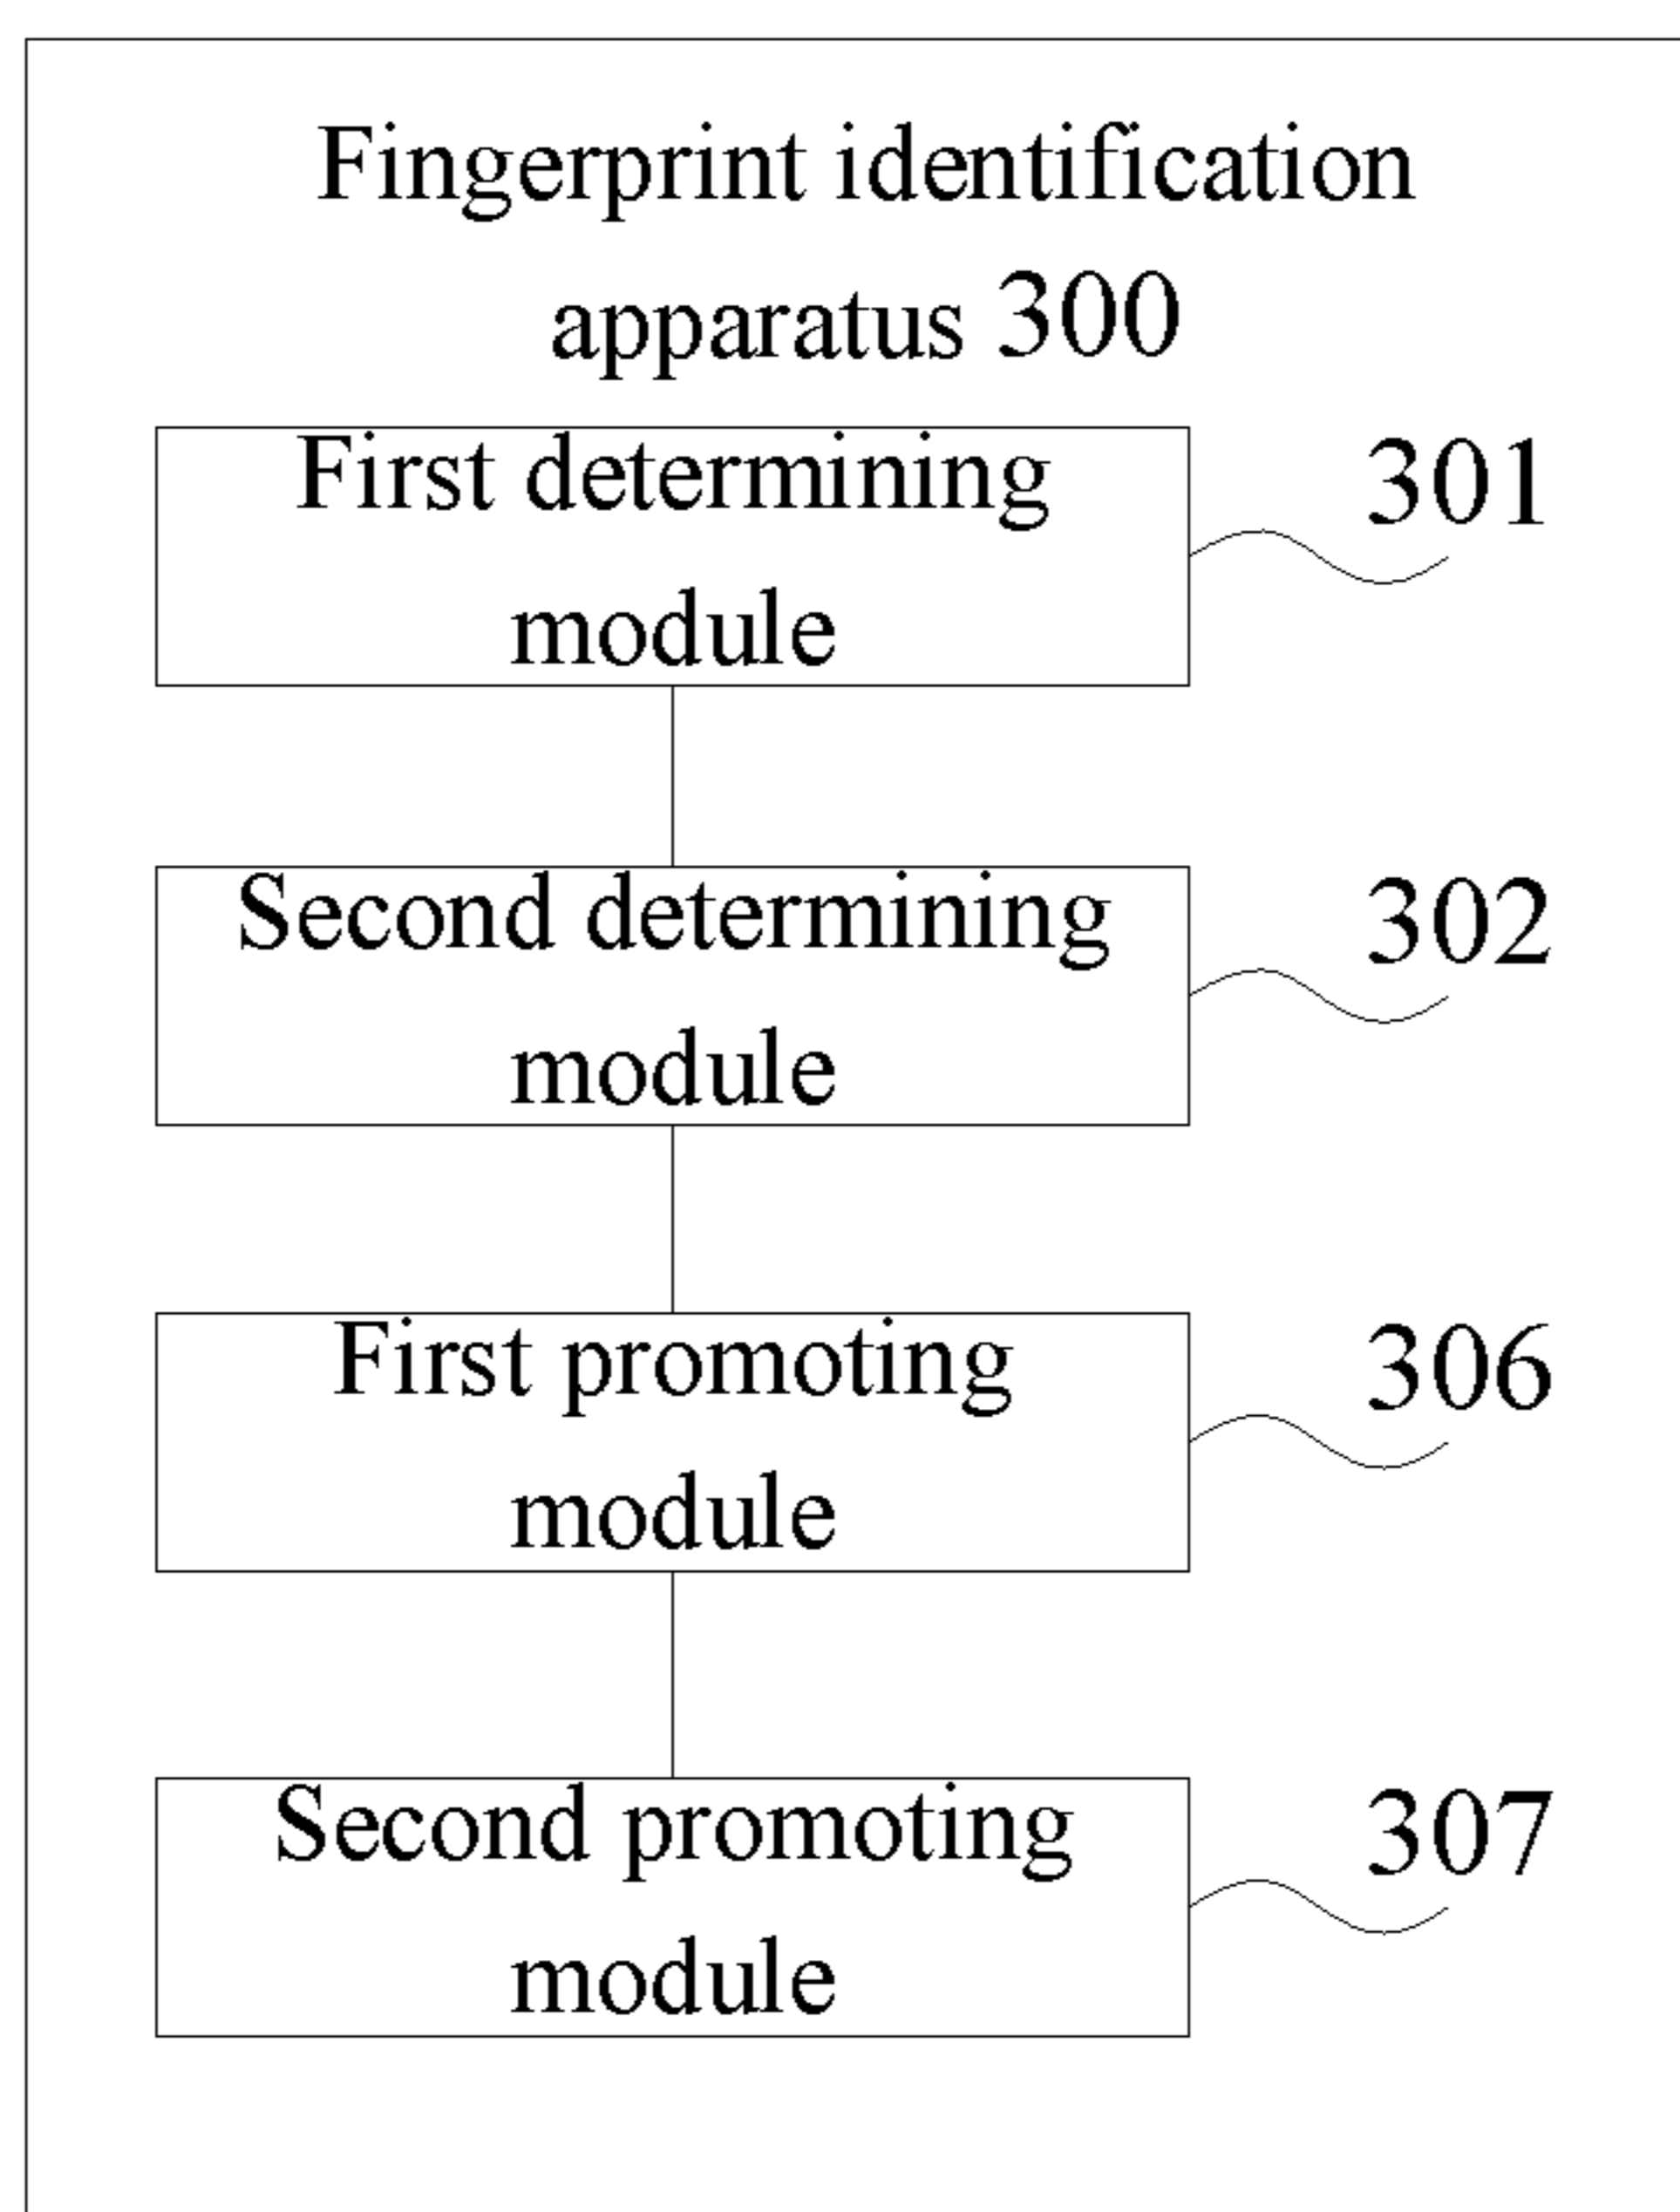 Fingerprint identification
apparatus 300
First determining
module
301
Second determining
module
302
First promoting
module
306
Second promoting
module
307